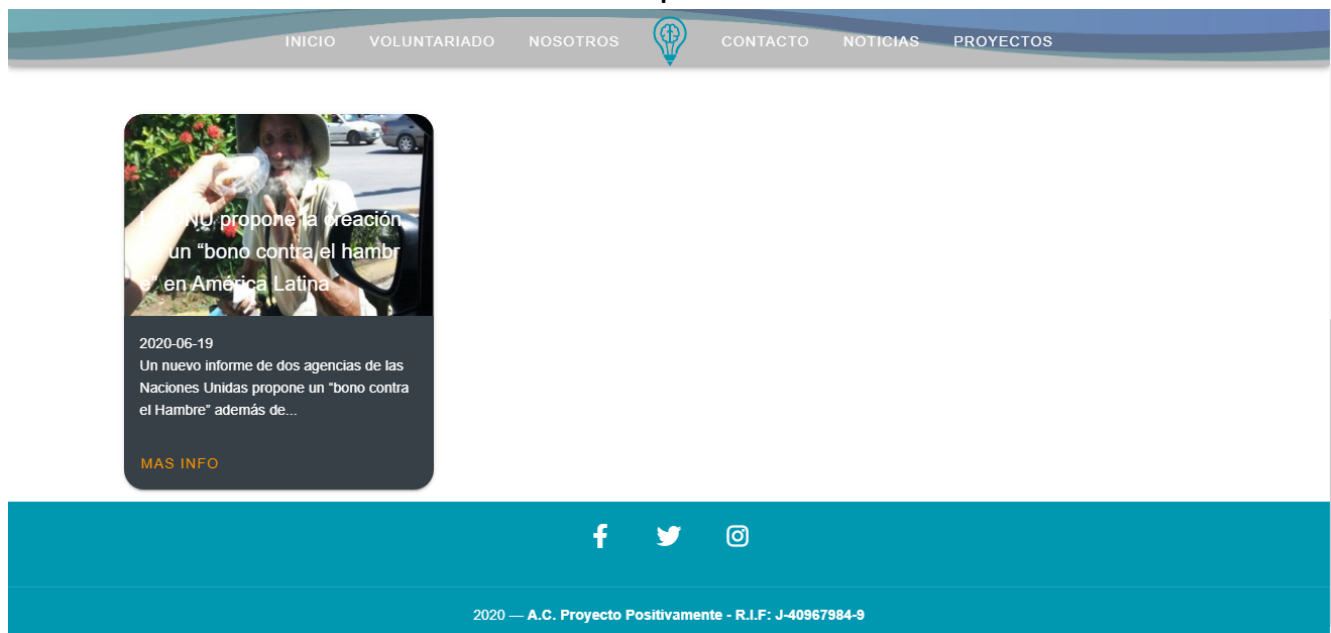 INICIO VOLUNTARIADO NOSOTROS CONTACTO NOTICIAS PROYECTOS
propone la creación
un “bono contra el hambr
e” en América Latina
2020-06-19
Un nuevo informe de dos agencias de las
Naciones Unidas propone un “bono contra
el Hambre” además de...
MAS INFO
2020 — A.C. Proyecto Positivamente - R.I.F: J-40967984-9